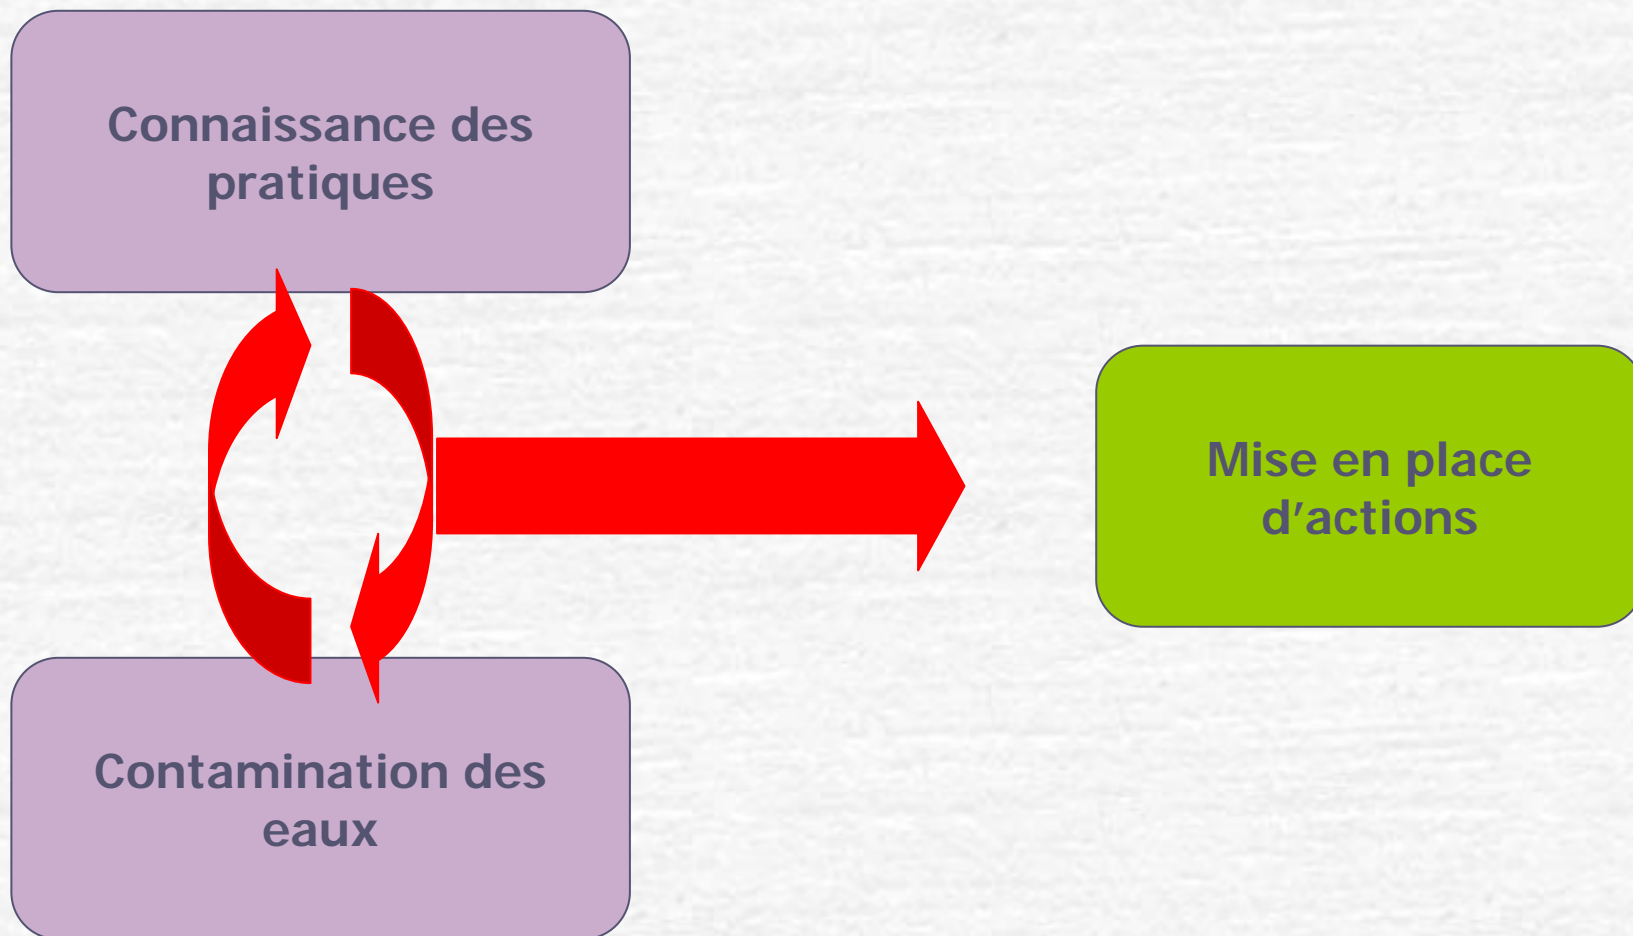 Connaissance des
pratiques
Mise en place
d’actions
Contamination des
eaux